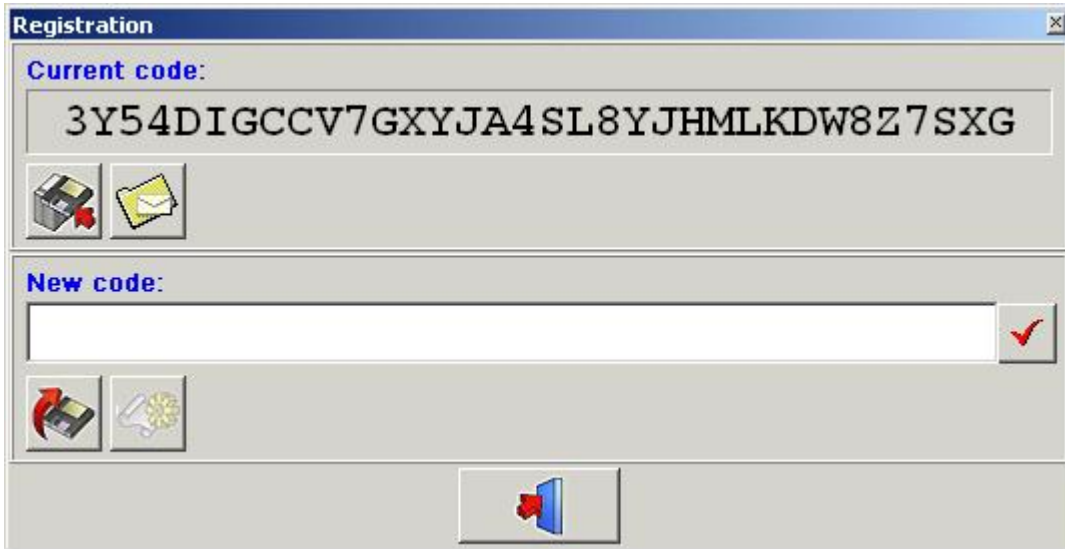 Registration
Current code:
3Y54DIGCCV7GXYJA4SL8YJHMLKDW8Z7SXG
New code: